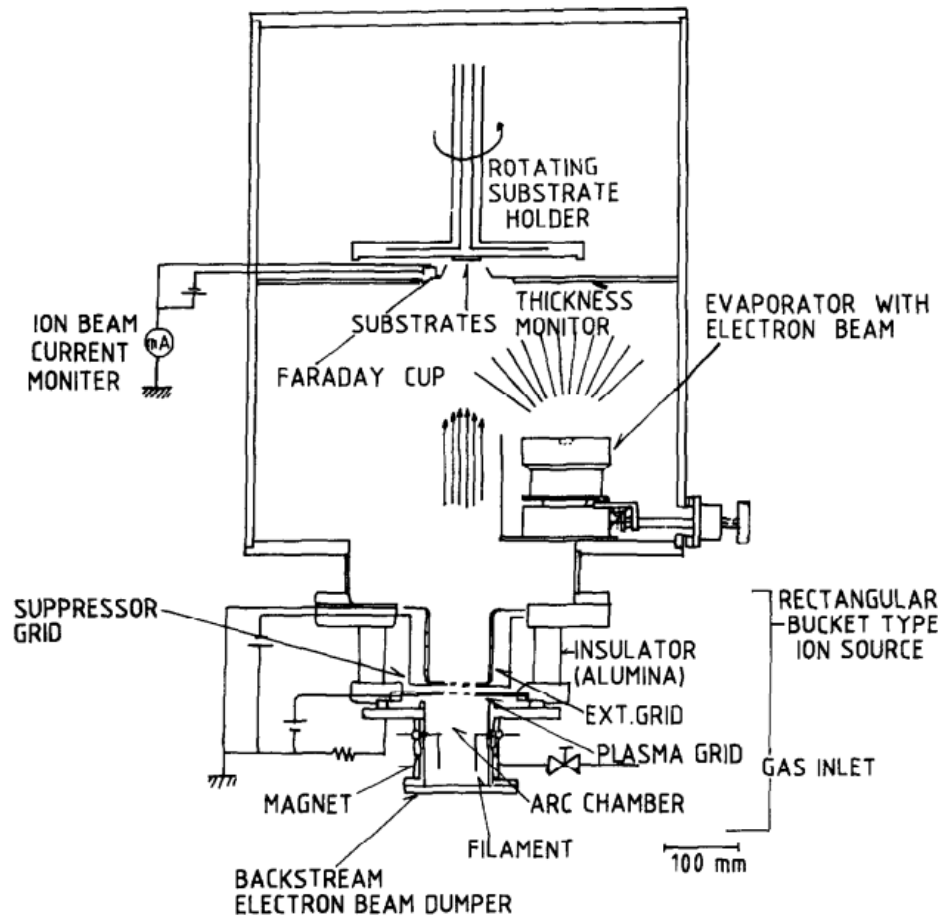 ROTATING
SUBSTRATE
HOLDER
SUBSTRATES
THICKNESS
MONITOR
EVAPORATOR WITH
ELECTRON BEAM
ION BEAM
CURRENT
MONITER
mA
FARADAY CUP
SUPPRESSOR
GRID
RECTANGULAR
BUCKET TYPE
ION SOURCE
INSULATOR
(ALUMINA)
EXT.GRID
PLASMA GRID
GAS INLET
MAGNET
ARC CHAMBER
FILAMENT
BACKSTREAM
ELECTRON BEAM DUMPER
100 mm